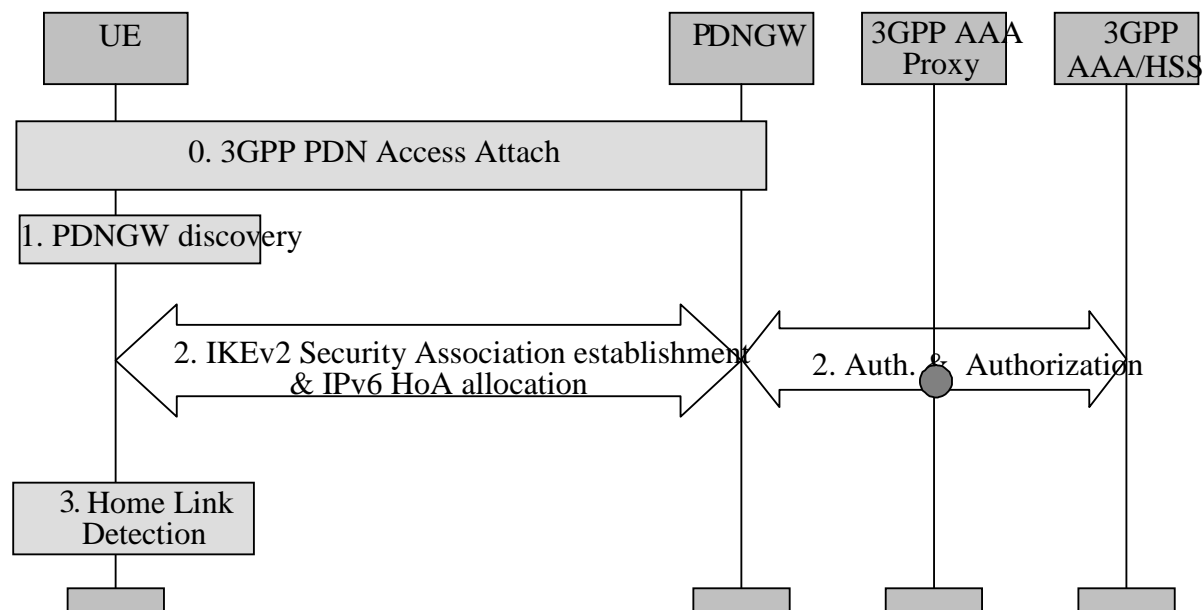 UE
PDNGW
3GPP AAA
Proxy
3GPP
AAA/HSS
0. 3GPP PDN Access Attach
1. PDNGW discovery
2. IKEv2 Security Association establishment
& IPv6 HoA allocation
2. Auth. & Authorization
3. Home Link
Detection